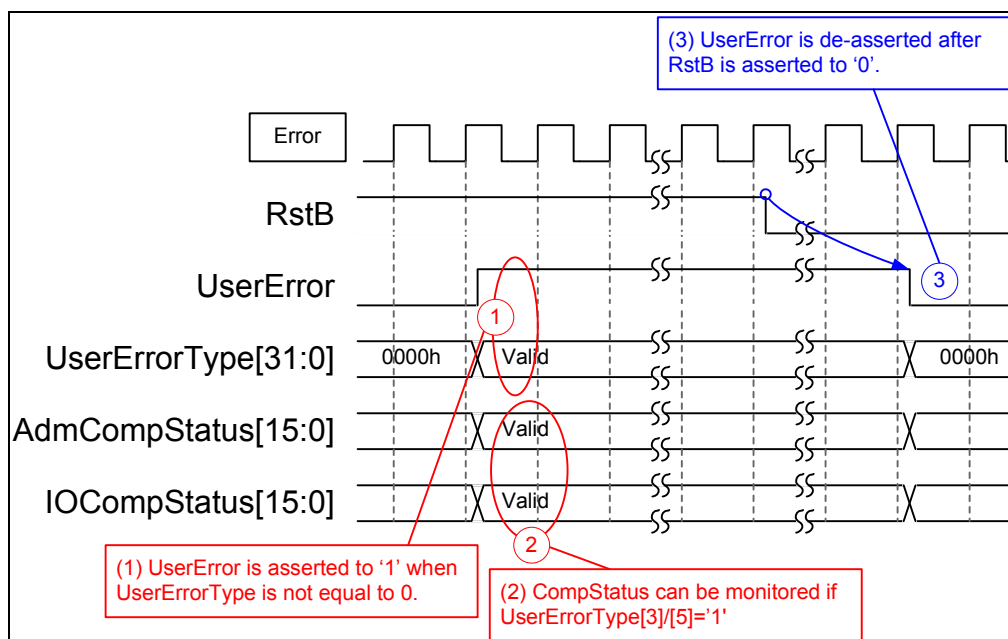 (3) UserError is de-asserted after
RstB is asserted to ‘0’.
Error
RstB
UserError
3
1
UserErrorType[31:0]
0000h
Valid
0000h
AdmCompStatus[15:0]
Valid
IOCompStatus[15:0]
Valid
2
(1) UserError is asserted to ‘1’ when
UserErrorType is not equal to 0.
(2) CompStatus can be monitored if
UserErrorType[3]/[5]=’1'